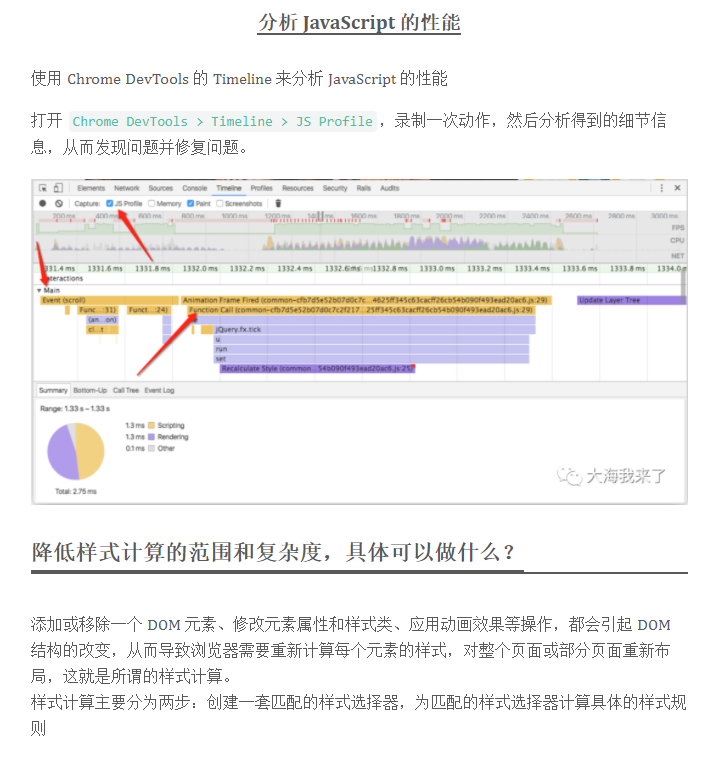 分析 JavaScript 的性能
使用 Chrome DevTools 的 Timeline 来分析 JavaScript 的性能
打开 Chrome DevTools > Timeline > JS Profile，录制一次动作，然后分析得到的细节信
息，从而发现问题并修复问题。
Elements Network Sources Console Timeline Profiles Resources Security Rails Audits
Capture: JS Profile Memory Paint Screenshots
200 ms 400 ms 600 ms 800 ms 1000 ms 1200 ms 1400 ms 1600 ms 1800 ms 2000 ms 2200 ms 2400 ms 2600 ms 2800 ms 3000 ms
FPS
CPU
NET
1331.4 ms 1331.6 ms 1331.8 ms 1332.0 ms 1332.2 ms 1332.4 ms 1332.6 ms 1332.8 ms 1333.0 ms 1333.2 ms 1333.4 ms 1333.6 ms 1333.8 ms 1334.0
Interactions
Main
Event (scroll) Animation Frame Fired (common-cfb7d5e52b07d0c7c...4625ff345c63cacff26cb54b090f493ead20ac6.js:29) Update Layer Tree
Func...:31) Funct...:24) Function Call (common-cfb7d5e52b07d0c7c2f217...25ff345c63cacff26cb54b090f493ead20ac6.js:29)
(an...on)
cl...t jQuery.fx.tick
u
run
set
Recalculate Style (common...54b090f493ead20ac6.js:25)
Summary Bottom-Up Call Tree Event Log
Range: 1.33 s – 1.33 s
1.3 ms Scripting
1.3 ms Rendering
0.1 ms Other
Total: 2.75 ms
大海我来了
降低样式计算的范围和复杂度，具体可以做什么？
添加或移除一个 DOM 元素、修改元素属性和样式类、应用动画效果等操作，都会引起 DOM
结构的改变，从而导致浏览器需要重新计算每个元素的样式，对整个页面或部分页面重新布
局，这就是所谓的样式计算。
样式计算主要分为两步：创建一套匹配的样式选择器，为匹配的样式选择器计算具体的样式规
则